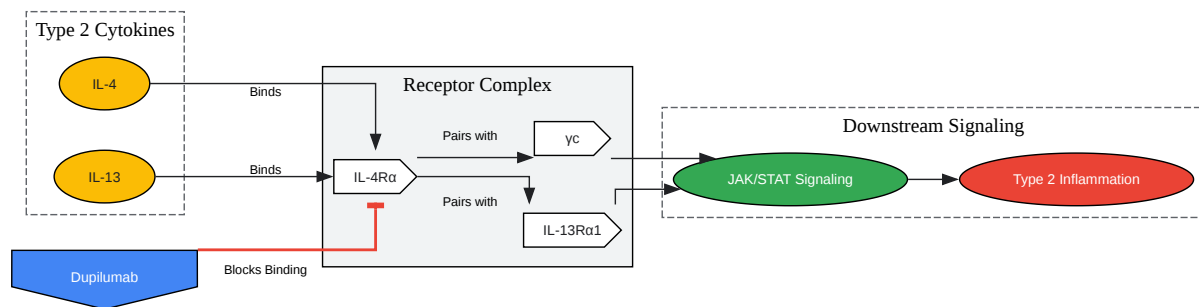 Type 2 Cytokines
IL-4
IL-13
Binds
Binds
Receptor Complex
IL-4Rα
Pairs with
Pairs with
γc
IL-13Rα1
Downstream Signaling
JAK/STAT Signaling
Type 2 Inflammation
Dupilumab
Blocks Binding